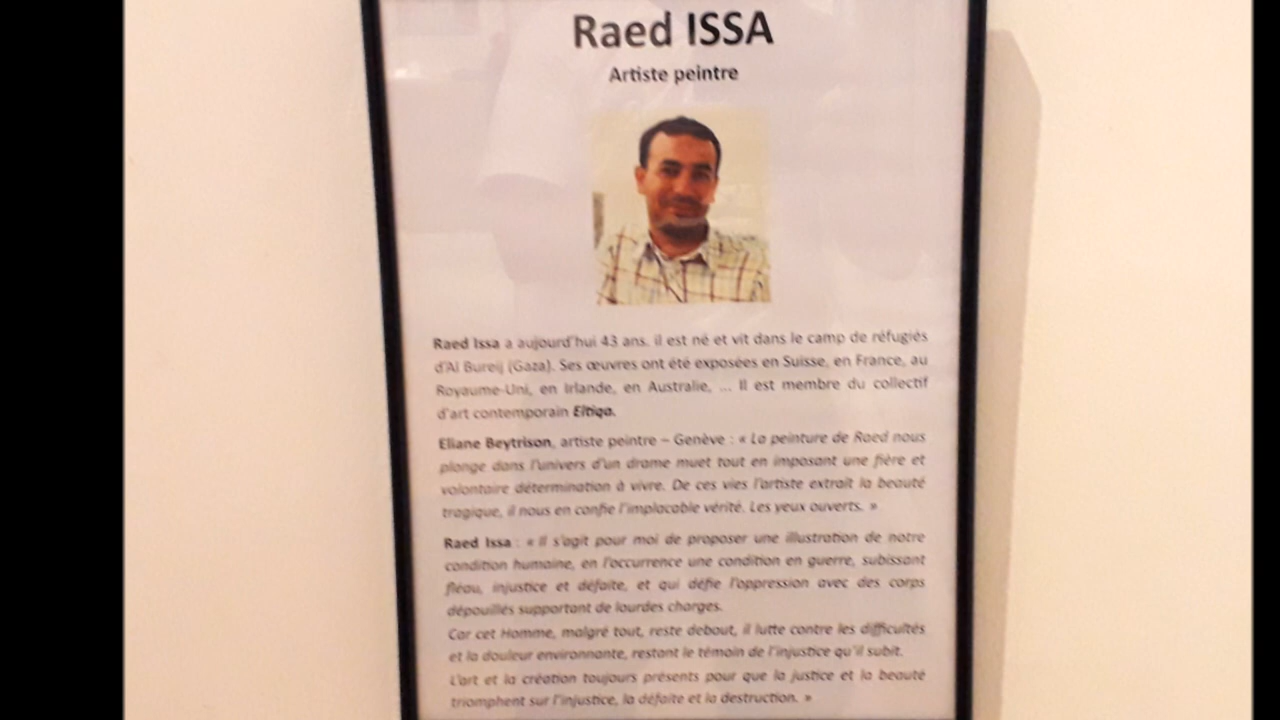 Raed ISSA
Artiste peintre
Raed Issa a aujourd'hui 43 ans. il est né et vit dans le camp de réfugiés
d'Al Bureij (Gaza). Ses œuvres ont été exposées en Suisse, en France, au
Royaume-Uni, en Irlande, en Australie, ... Il est membre du collectif
d'art contemporain Eltiqa.
Eliane Beytrison, artiste peintre – Genève : « La peinture de Raed nous
plonge dans l'univers d'un drame muet tout en imposant une fière et
volontaire détermination à vivre. De ces vies l'artiste extrait la beauté
tragique, il nous en confie l'implacable vérité. Les yeux ouverts. »
Raed Issa : « Il s'agit pour moi de proposer une illustration de notre
condition humaine, en l'occurrence une condition en guerre, subissant
fléau, injustice et défaite, et qui défie l'oppression avec des corps
dépouillés supportant de lourdes charges.
Car cet Homme, malgré tout, reste debout, il lutte contre les difficultés
et la douleur environnante, restant le témoin de l'injustice qu'il subit.
L'art et la création toujours présents pour que la justice et la beauté
triomphent sur l'injustice, la défaite et la destruction. »